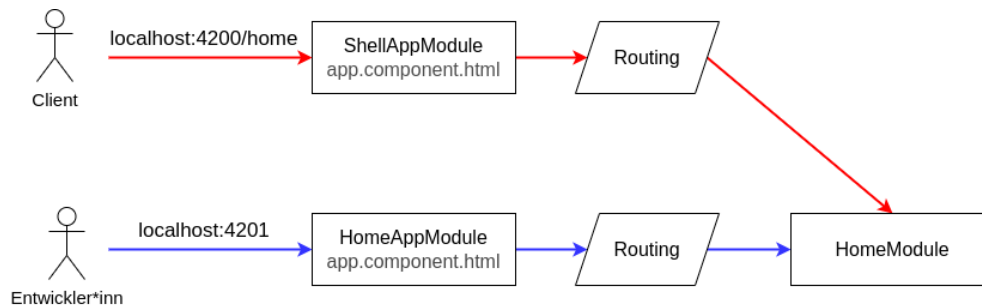 localhost:4200/home
ShellAppModule
app.component.html
Routing
Client
localhost:4201
HomeAppModule
app.component.html
Routing
HomeModule
Entwickler*inn